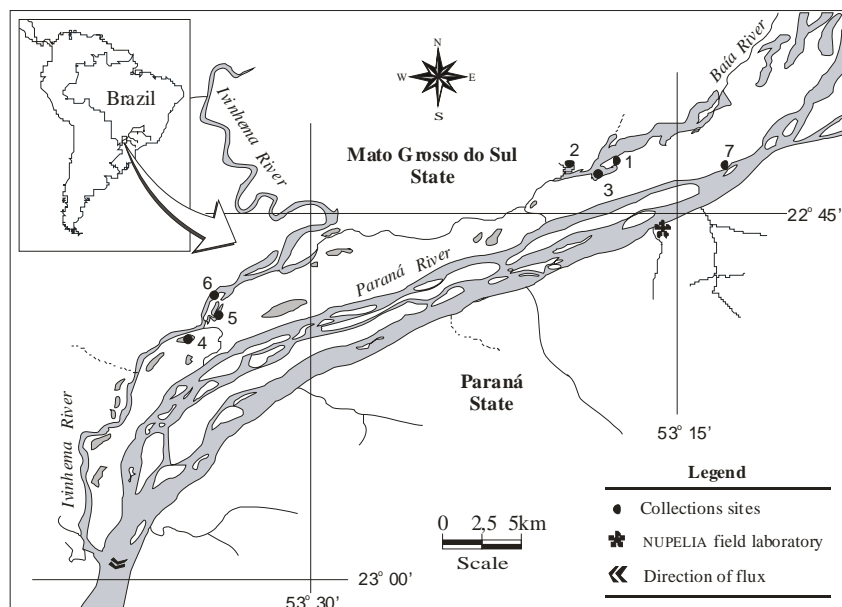 Brazil
Ivinhema River
N
W
E
S
Baía River
Mato Grosso do Sul
State
2
1
7
3
22° 45'
Paraná River
6
5
4
Paraná
State
Ivinhema River
53° 15'
Legend
Collections sites
NUPELIA field laboratory
Direction of flux
0 2,5 5km
Scale
23° 00'
53° 30'